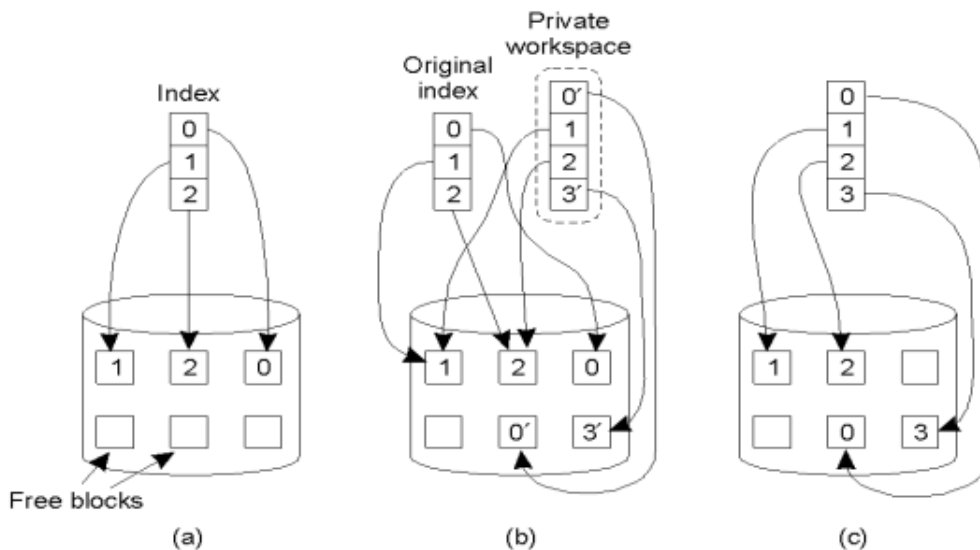 Index
0
1
2
1 2 0
Free blocks
(a)
Original
index
0
1
2
Private
workspace
0′
1
2
3′
1 2 0
0′ 3′
(b)
0
1
2
3
1 2
0 3
(c)